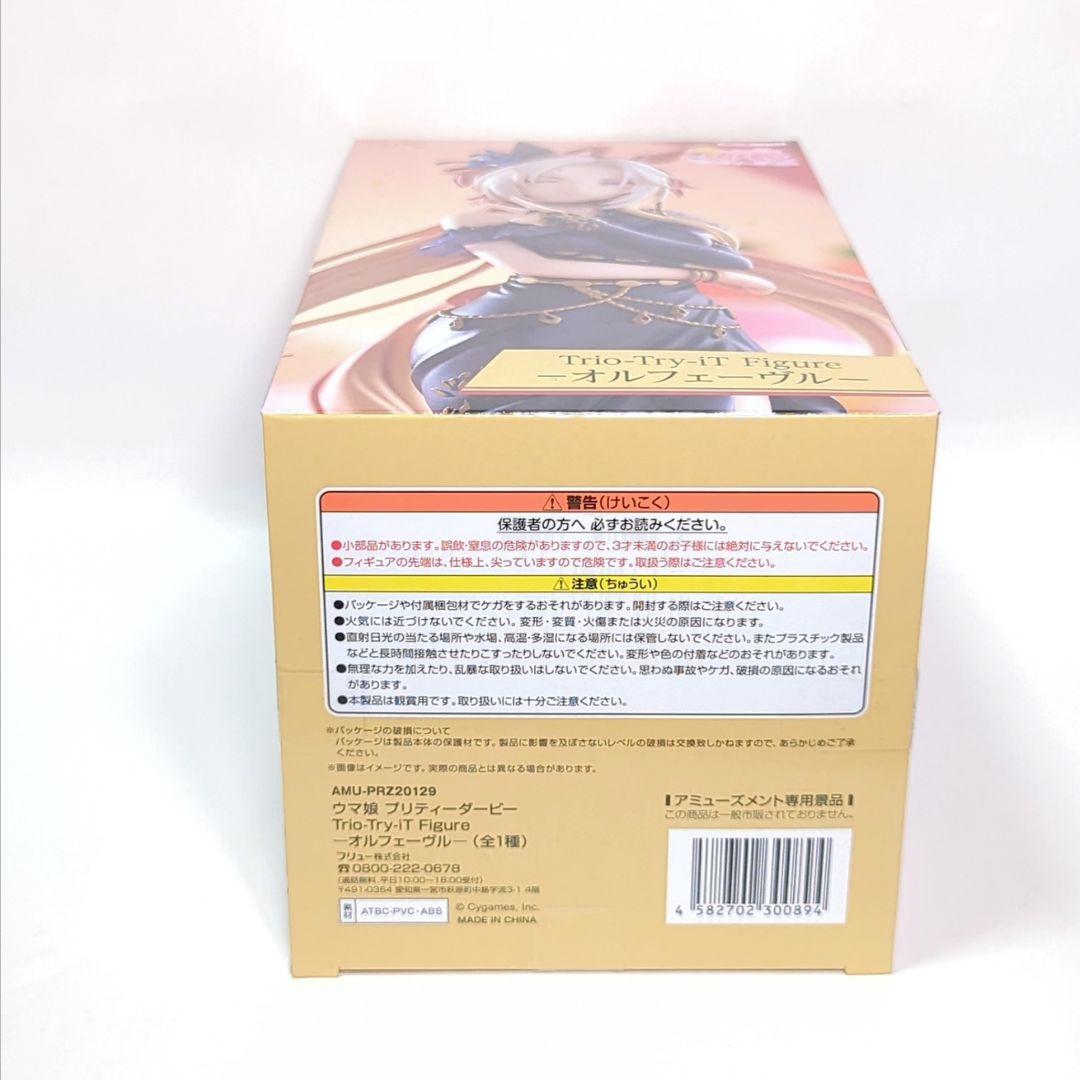 Trio-Try-iT Figure
―オルフェーヴル―
⚠警告(けいこく)
保護者の方へ 必ずお読みください。
●小部品があります。誤飲・窒息の危険がありますので、3才未満のお子様には絶対に与えないでください。
●フィギュアの先端は、仕様上、尖っていますので危険です。取扱う際はご注意ください。
⚠注意(ちゅうい)
●パッケージや付属梱包材でケガをするおそれがあります。開封する際はご注意ください。
●火気には近づけないでください。変形・変質・火傷または火災の原因になります。
●直射日光の当たる場所や水場、高温・多湿になる場所には保管しないでください。またプラスチック製品
などと長時間接触させたりこすったりしないでください。変形や色の付着などのおそれがあります。
●無理な力を加えたり、乱暴な取り扱いはしないでください。思わぬ事故やケガ、破損の原因になるおそれ
があります。
●本製品は観賞用です。取り扱いには十分ご注意ください。
※パッケージの破損について
パッケージは製品本体の保護材です。製品に影響を及ぼさないレベルの破損は交換致しかねますので、あらかじめご了承
ください。
※画像はイメージです。実際の商品とは異なる場合があります。
AMU-PRZ20129
ウマ娘 プリティーダービー
Trio-Try-iT Figure
―オルフェーヴル―(全1種)
フリュー株式会社
☎0800-222-0678
(通話無料、平日10:00~18:00受付)
〒491-0364 愛知県一宮市萩原町中島字流3-1 4階
素材 ATBC-PVC・ABS
© Cygames, Inc.
MADE IN CHINA
アミューズメント専用景品
この商品は一般市販されておりません。
4 582702 300894